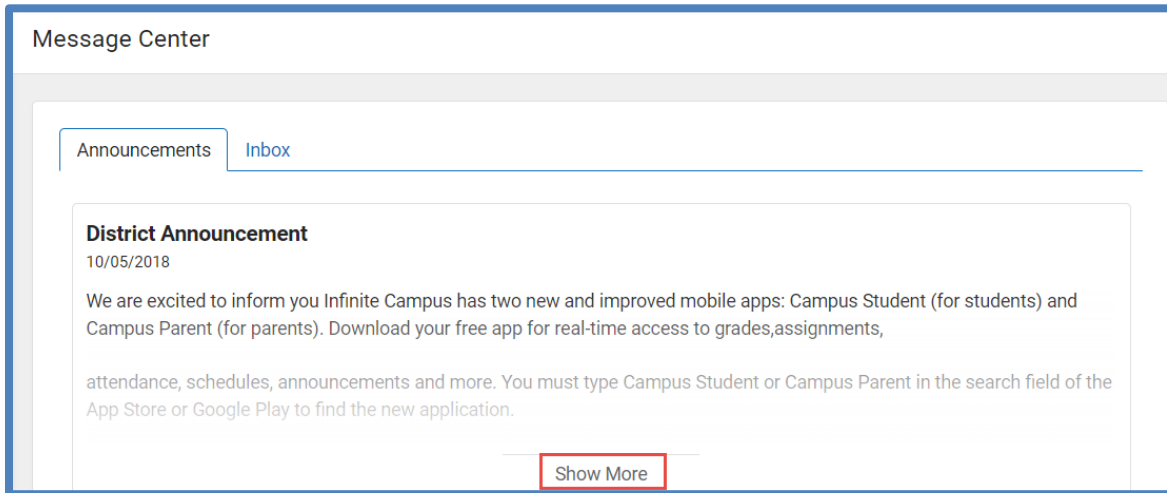 Message Center
Announcements Inbox
District Announcement
10/05/2018
We are excited to inform you Infinite Campus has two new and improved mobile apps: Campus Student (for students) and
Campus Parent (for parents). Download your free app for real-time access to grades,assignments,
attendance, schedules, announcements and more. You must type Campus Student or Campus Parent in the search field of the
App Store or Google Play to find the new application.
Show More